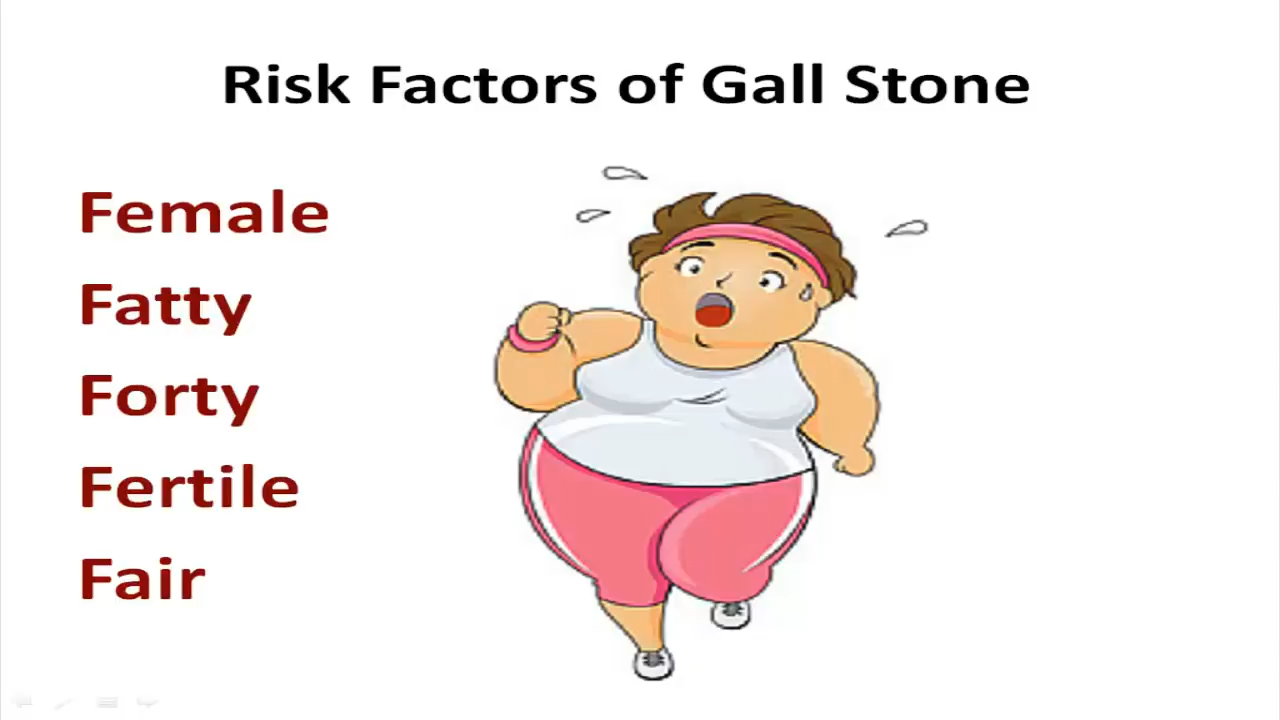 Risk Factors of Gall Stone
Female
Fatty
Forty
Fertile
Fair